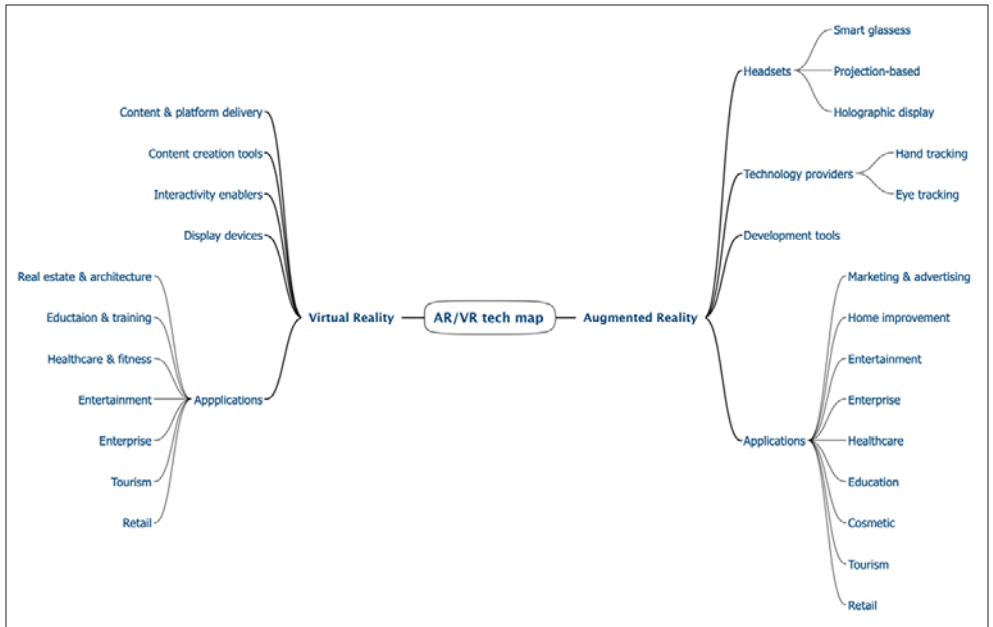 AR/VR tech map
Virtual Reality
Content & platform delivery
Content creation tools
Interactivity enablers
Display devices
Appplications
Real estate & architecture
Eductaion & training
Healthcare & fitness
Entertainment
Enterprise
Tourism
Retail
Augmented Reality
Headsets
Smart glassess
Projection-based
Holographic display
Technology providers
Hand tracking
Eye tracking
Development tools
Applications
Marketing & advertising
Home improvement
Entertainment
Enterprise
Healthcare
Education
Cosmetic
Tourism
Retail